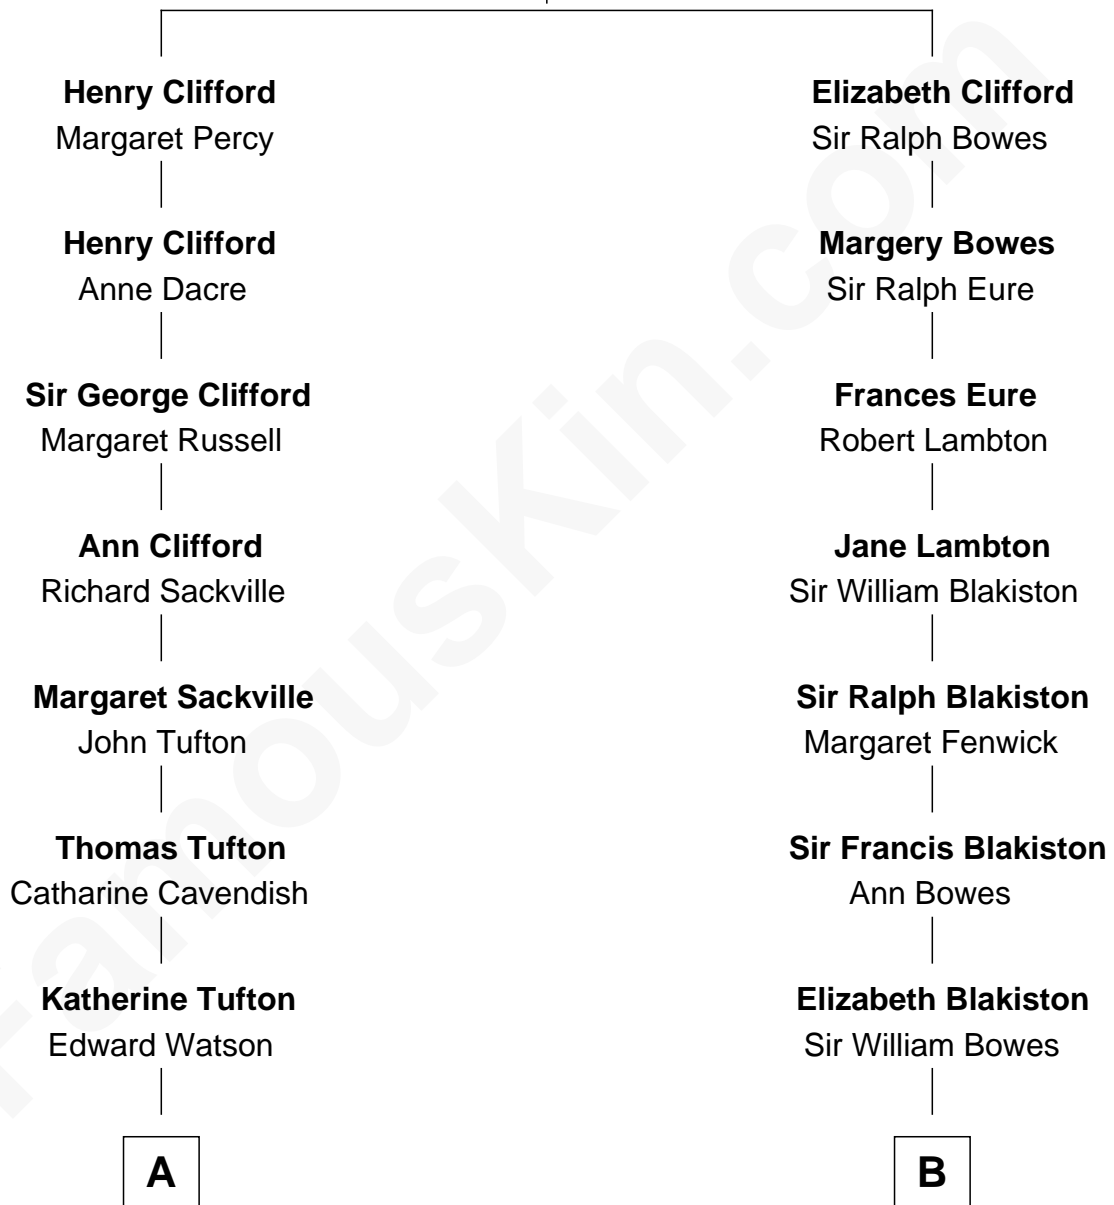 Henry Clifford
Margaret Percy
Henry Clifford
Anne Dacre
Sir George Clifford
Margaret Russell
Ann Clifford
Richard Sackville
Margaret Sackville
John Tufton
Thomas Tufton
Catharine Cavendish
Katherine Tufton
Edward Watson
A
Elizabeth Clifford
Sir Ralph Bowes
Margery Bowes
Sir Ralph Eure
Frances Eure
Robert Lambton
Jane Lambton
Sir William Blakiston
Sir Ralph Blakiston
Margaret Fenwick
Sir Francis Blakiston
Ann Bowes
Elizabeth Blakiston
Sir William Bowes
B
FamousKin.com